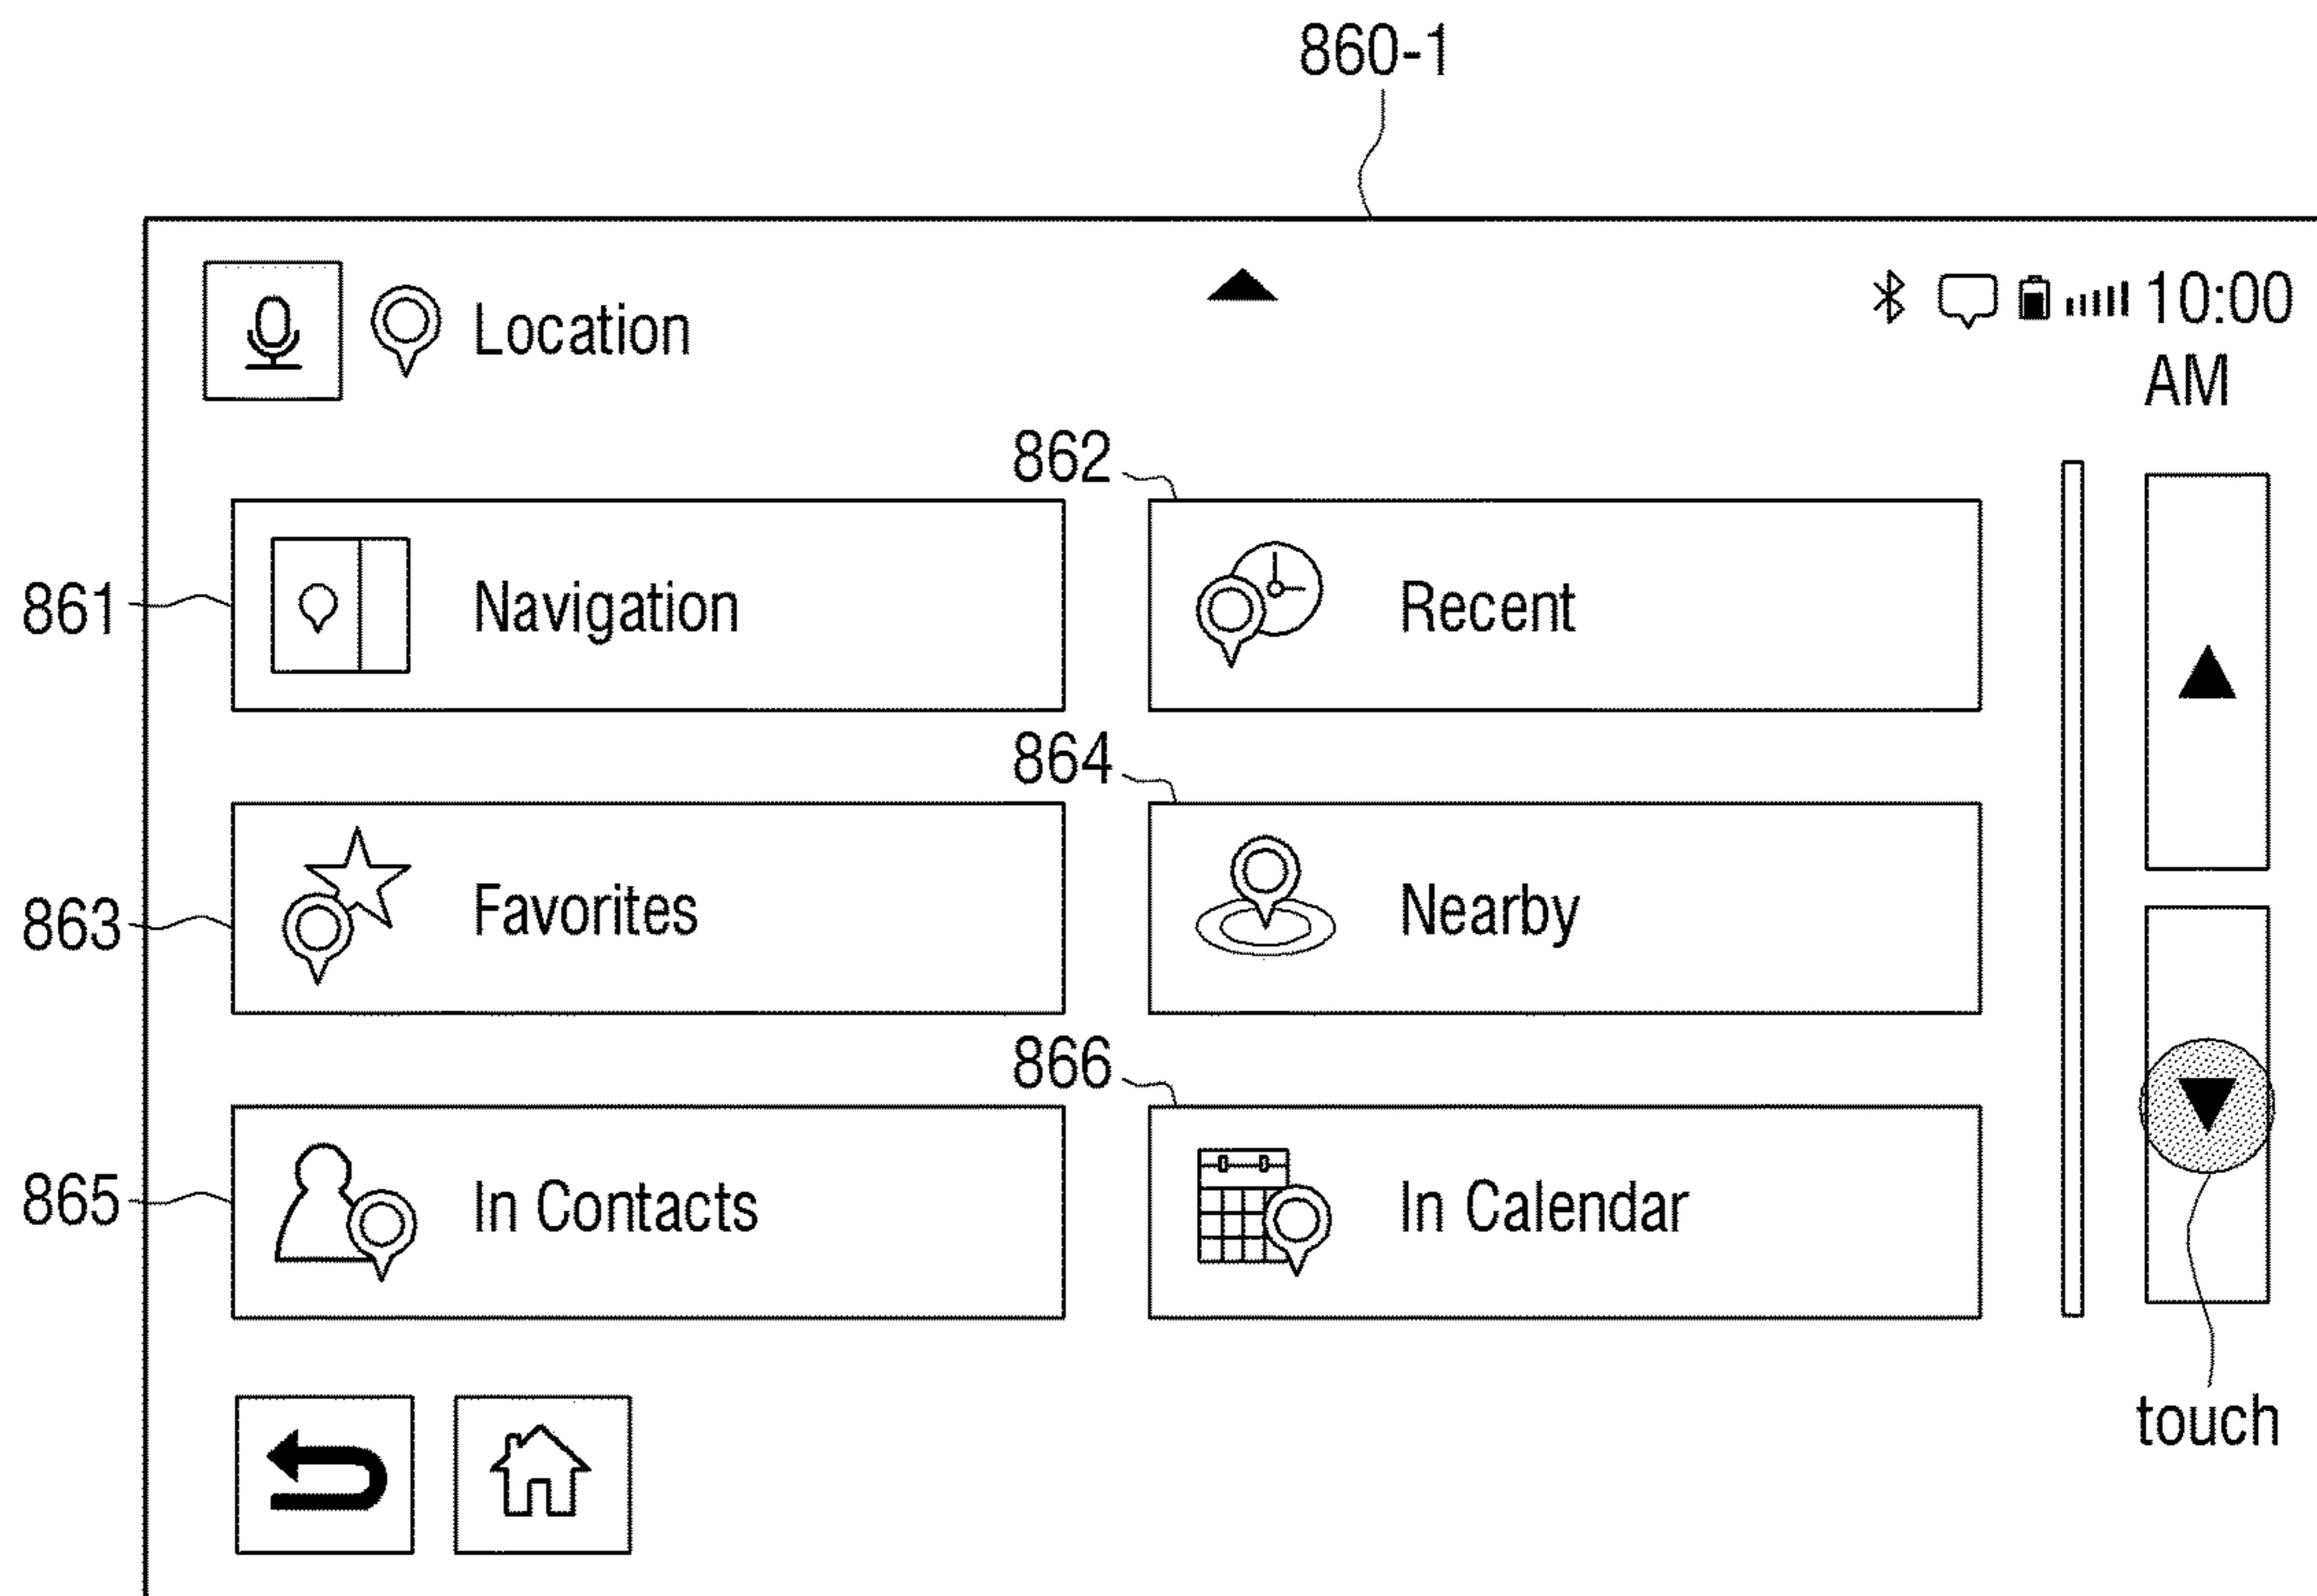 860-1
Location
10:00
AM
862
861
Navigation
Recent
864
863
Favorites
Nearby
866
865
In Contacts
In Calendar
touch